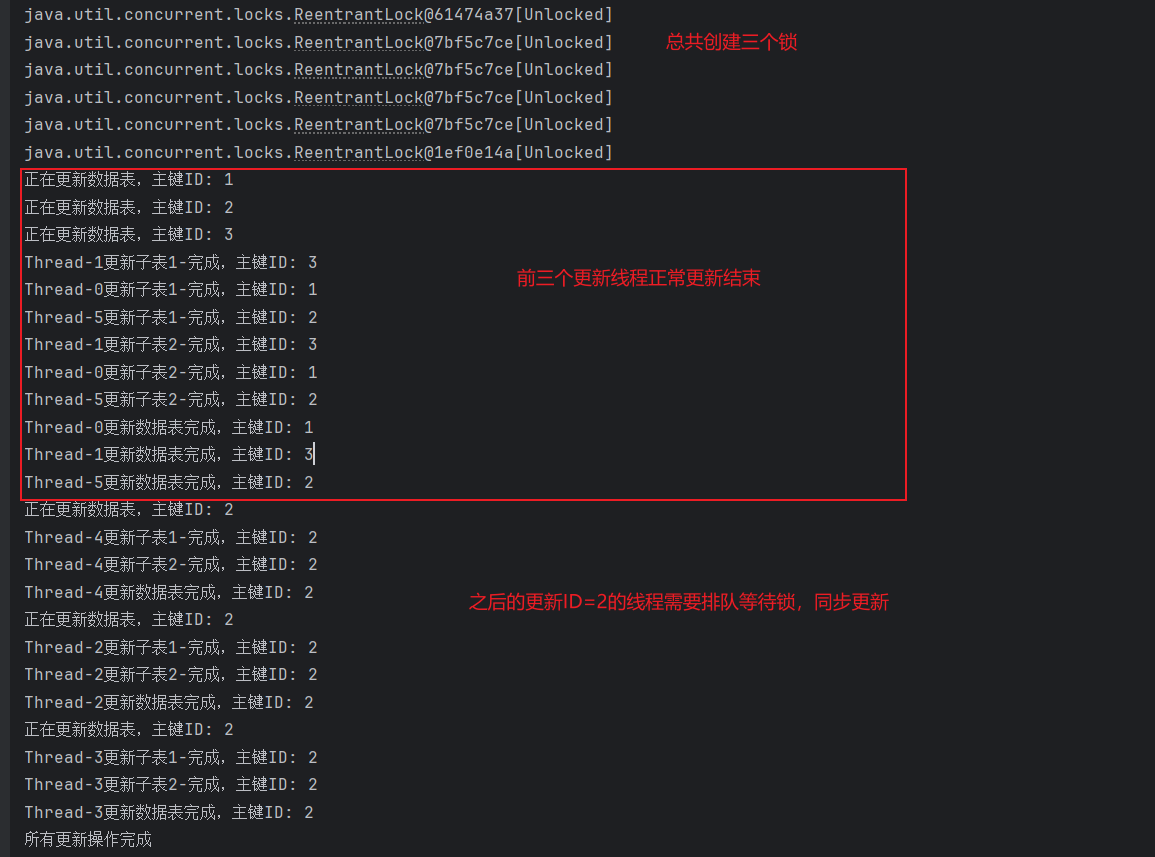 java.util.concurrent.locks.ReentrantLock@61474a37[Unlocked]
java.util.concurrent.locks.ReentrantLock@7bf5c7ce[Unlocked]
总共创建三个锁
java.util.concurrent.locks.ReentrantLock@7bf5c7ce[Unlocked]
java.util.concurrent.locks.ReentrantLock@7bf5c7ce[Unlocked]
java.util.concurrent.locks.ReentrantLock@7bf5c7ce[Unlocked]
java.util.concurrent.locks.ReentrantLock@1ef0e14a[Unlocked]
正在更新数据表，主键ID: 1
正在更新数据表，主键ID: 2
正在更新数据表，主键ID: 3
Thread-1更新子表1-完成，主键ID: 3
前三个更新线程正常更新结束
Thread-0更新子表1-完成，主键ID: 1
Thread-5更新子表1-完成，主键ID: 2
Thread-1更新子表2-完成，主键ID: 3
Thread-0更新子表2-完成，主键ID: 1
Thread-5更新子表2-完成，主键ID: 2
Thread-0更新数据表完成，主键ID: 1
Thread-1更新数据表完成，主键ID: 3
Thread-5更新数据表完成，主键ID: 2
正在更新数据表，主键ID: 2
Thread-4更新子表1-完成，主键ID: 2
Thread-4更新子表2-完成，主键ID: 2
Thread-4更新数据表完成，主键ID: 2
之后的更新ID=2的线程需要排队等待锁，同步更新
正在更新数据表，主键ID: 2
Thread-2更新子表1-完成，主键ID: 2
Thread-2更新子表2-完成，主键ID: 2
Thread-2更新数据表完成，主键ID: 2
正在更新数据表，主键ID: 2
Thread-3更新子表1-完成，主键ID: 2
Thread-3更新子表2-完成，主键ID: 2
Thread-3更新数据表完成，主键ID: 2
所有更新操作完成